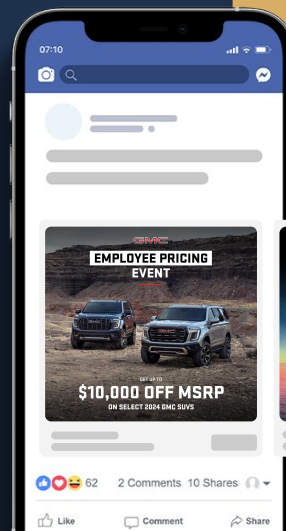 07:10
GMC
EMPLOYEE PRICING
EVENT
GET UP TO
$10,000 OFF MSRP
ON SELECT 2024 GMC SUVS
62 2 Comments 10 Shares
Like Comment Share